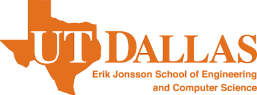 UT DALLAS
Erik Jonsson School of Engineering
and Computer Science